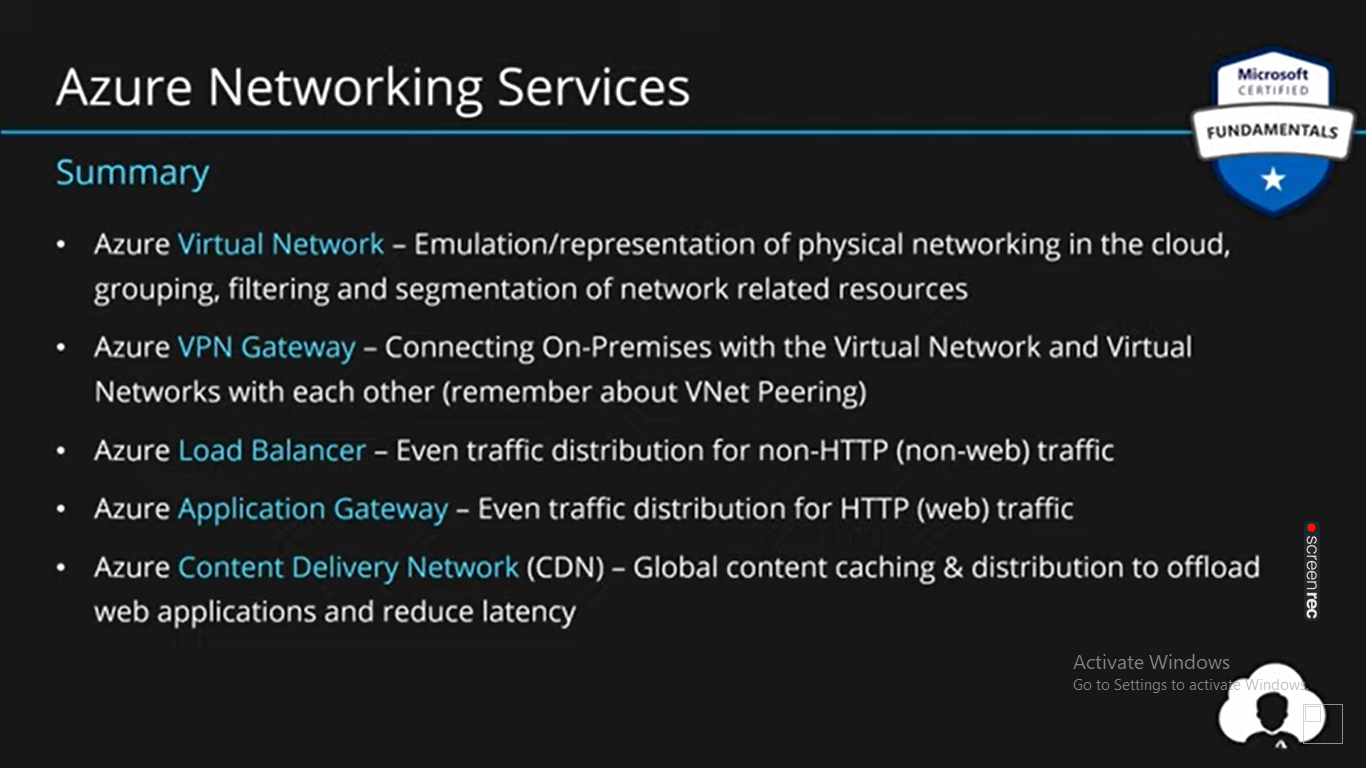 Azure Networking Services
Microsoft
CERTIFIED
FUNDAMENTALS
Summary
• Azure Virtual Network – Emulation/representation of physical networking in the cloud,
grouping, filtering and segmentation of network related resources
• Azure VPN Gateway – Connecting On-Premises with the Virtual Network and Virtual
Networks with each other (remember about VNet Peering)
• Azure Load Balancer – Even traffic distribution for non-HTTP (non-web) traffic
• Azure Application Gateway – Even traffic distribution for HTTP (web) traffic
• Azure Content Delivery Network (CDN) – Global content caching & distribution to offload
web applications and reduce latency
screenrec
Activate Windows
Go to Settings to activate Windows.